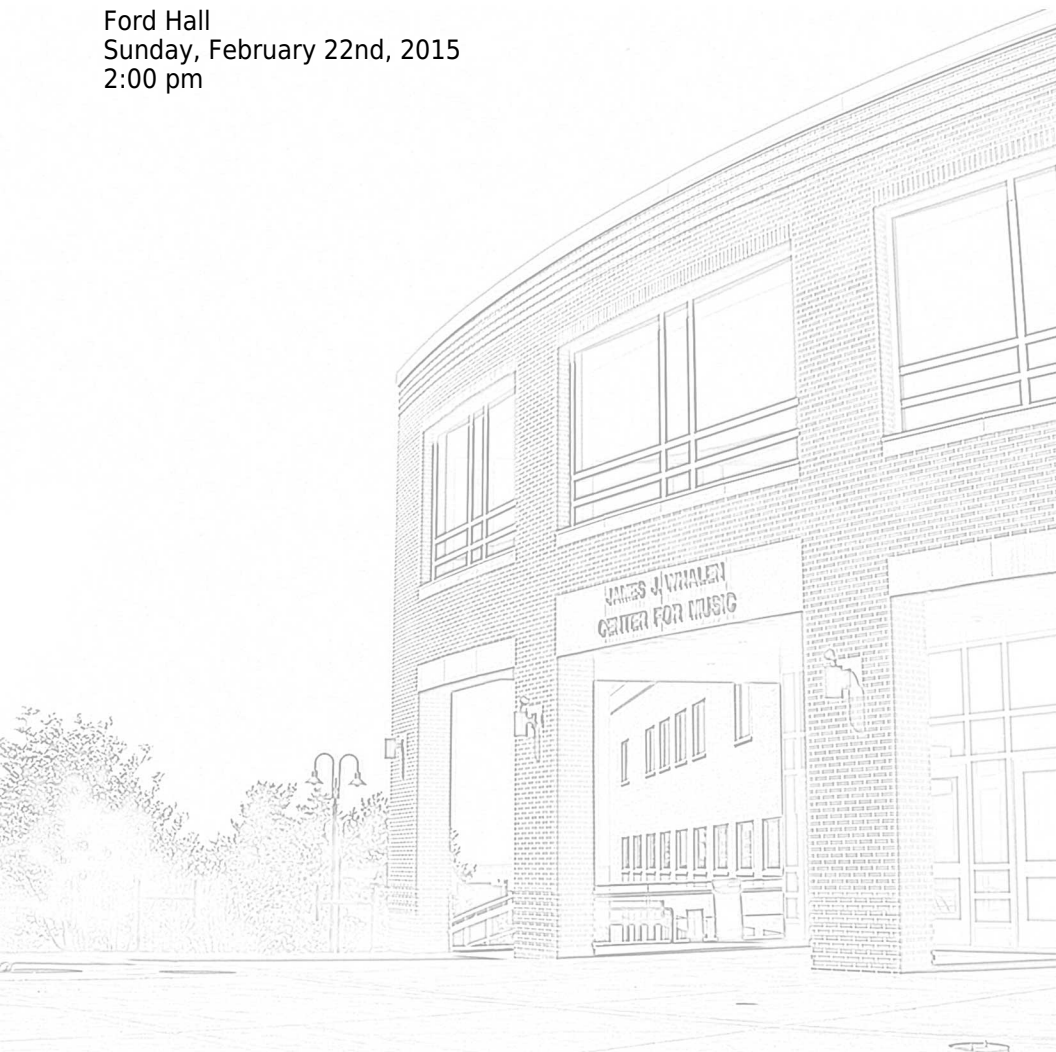 Ford Hall
Sunday, February 22nd, 2015
2:00 pm
JAMES J. WHALEN
CENTER FOR MUSIC